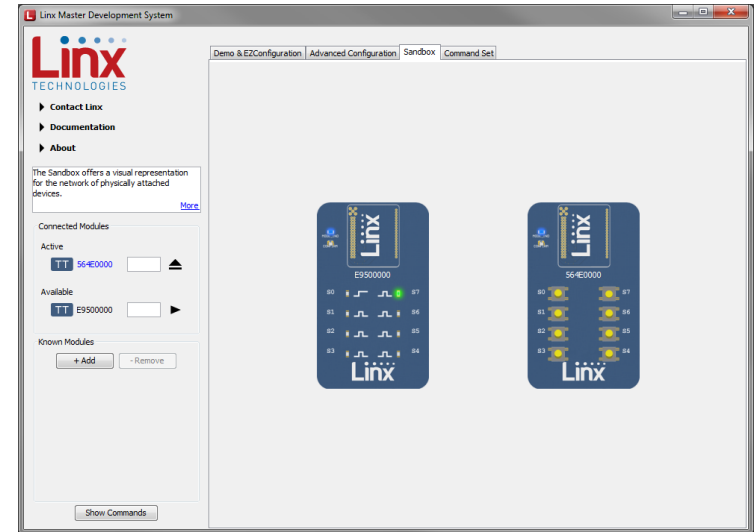 Linx Master Development System
Linx
TECHNOLOGIES
Contact Linx
Documentation
About
The Sandbox offers a visual representation
for the network of physically attached
devices.
More
Connected Modules
Active
TT 564E0000
Available
TT E9500000
Known Modules
+ Add - Remove
Show Commands
Demo & EZConfiguration Advanced Configuration Sandbox Command Set
Linx
E9500000
S0 S7
S1 S6
S2 S5
S3 S4
Linx
Linx
564E0000
S0 S7
S1 S6
S2 S5
S3 S4
Linx